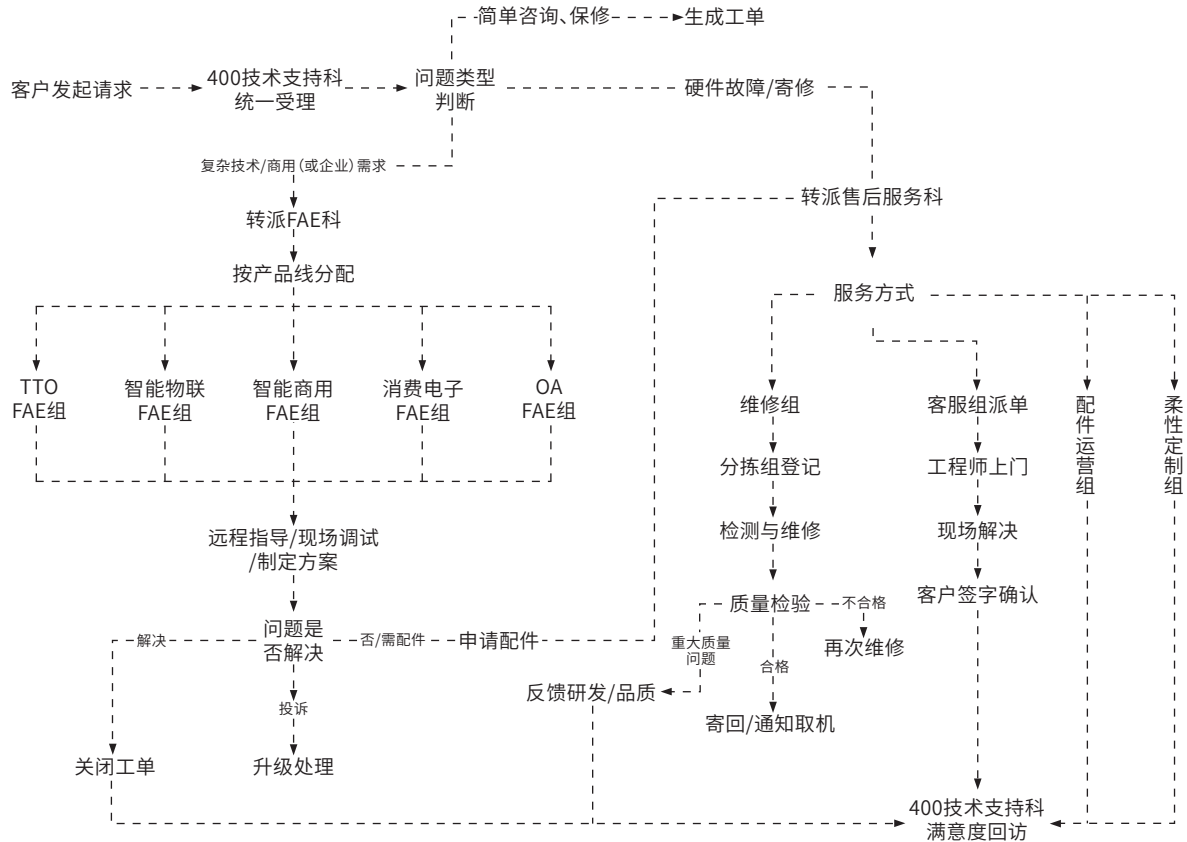 简单咨询、保修
生成工单
客户发起请求
400技术支持科
统一受理
问题类型
判断
硬件故障/寄修
复杂技术/商用（或企业）需求
转派售后服务科
转派FAE科
按产品线分配
服务方式
TTO
FAE组
智能物联
FAE组
智能商用
FAE组
消费电子
FAE组
OA
FAE组
维修组
客服组派单
配件运营组
柔性定制组
分拣组登记
工程师上门
远程指导/现场调试
/制定方案
检测与维修
现场解决
质量检验
不合格
客户签字确认
解决
问题是
否解决
否/需配件
申请配件
重大质量
问题
合格
再次维修
反馈研发/品质
投诉
寄回/通知取机
关闭工单
升级处理
400技术支持科
满意度回访